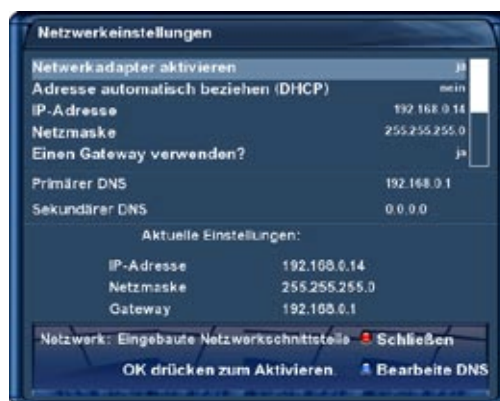 Netzwerkeinstellungen
Netwerkadapter aktivieren ja
Adresse automatisch beziehen (DHCP) nein
IP-Adresse 192.168.0.14
Netzmaske 255.255.255.0
Einen Gateway verwenden? ja
Primärer DNS 192.168.0.1
Sekundärer DNS 0.0.0.0
Aktuelle Einstellungen:
IP-Adresse 192.168.0.14
Netzmaske 255.255.255.0
Gateway 192.168.0.1
Netzwerk: Eingebaute Netzwerkschnittstelle Schließen
OK drücken zum Aktivieren. Bearbeite DNS